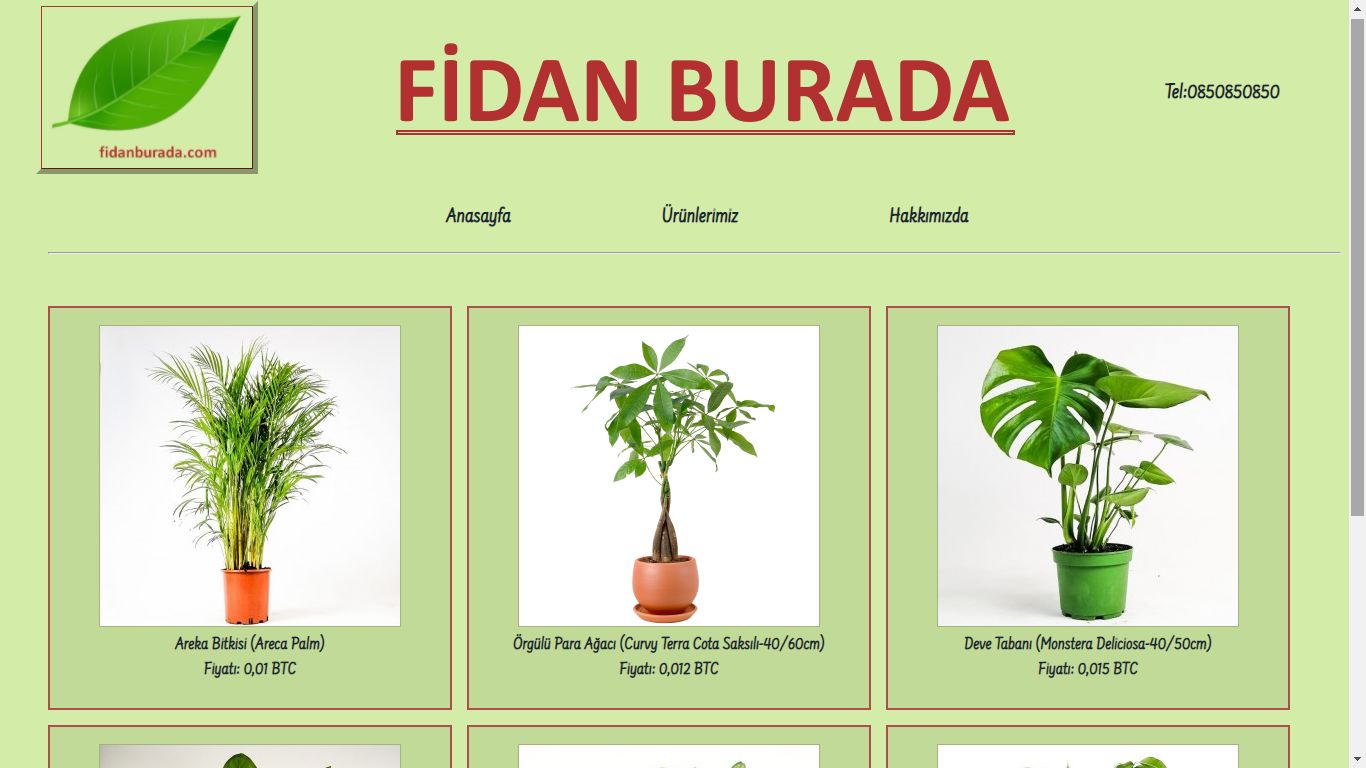 fidanburada.com
FİDAN BURADA
Tel:0850850850
Anasayfa
Ürünlerimiz
Hakkımızda
Areka Bitkisi (Areca Palm)
Fiyatı: 0,01 BTC
Örgülü Para Ağacı (Curvy Terra Cota Saksılı-40/60cm)
Fiyatı: 0,012 BTC
Deve Tabanı (Monstera Deliciosa-40/50cm)
Fiyatı: 0,015 BTC